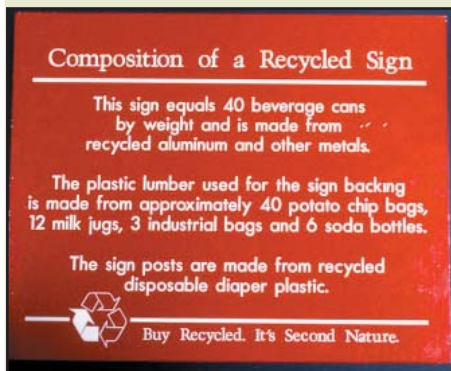 Composition of a Recycled Sign
This sign equals 40 beverage cans
by weight and is made from
recycled aluminum and other metals.
The plastic lumber used for the sign backing
is made from approximately 40 potato chip bags,
12 milk jugs, 3 industrial bags and 6 soda bottles.
The sign posts are made from recycled
disposable diaper plastic.
Buy Recycled. It's Second Nature.